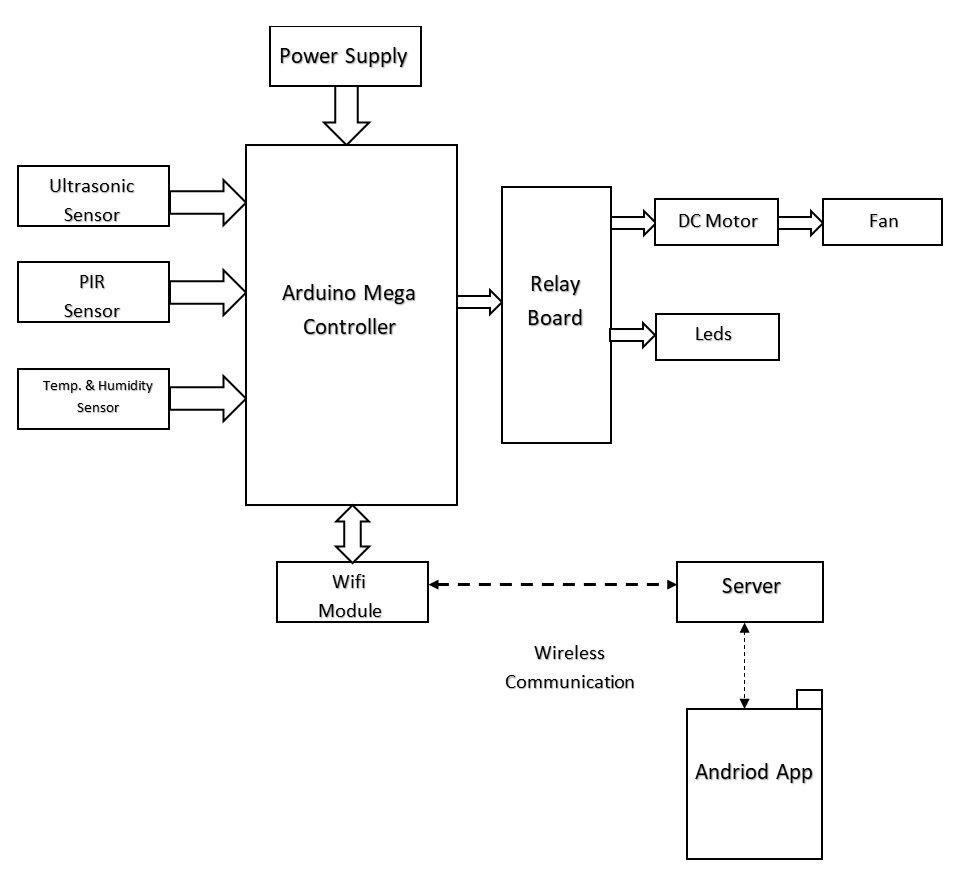 Power Supply
Ultrasonic
Sensor
PIR
Sensor
Temp. & Humidity
Sensor
Arduino Mega
Controller
Relay
Board
DC Motor
Fan
Leds
Wifi
Module
Server
Wireless
Communication
Andriod App